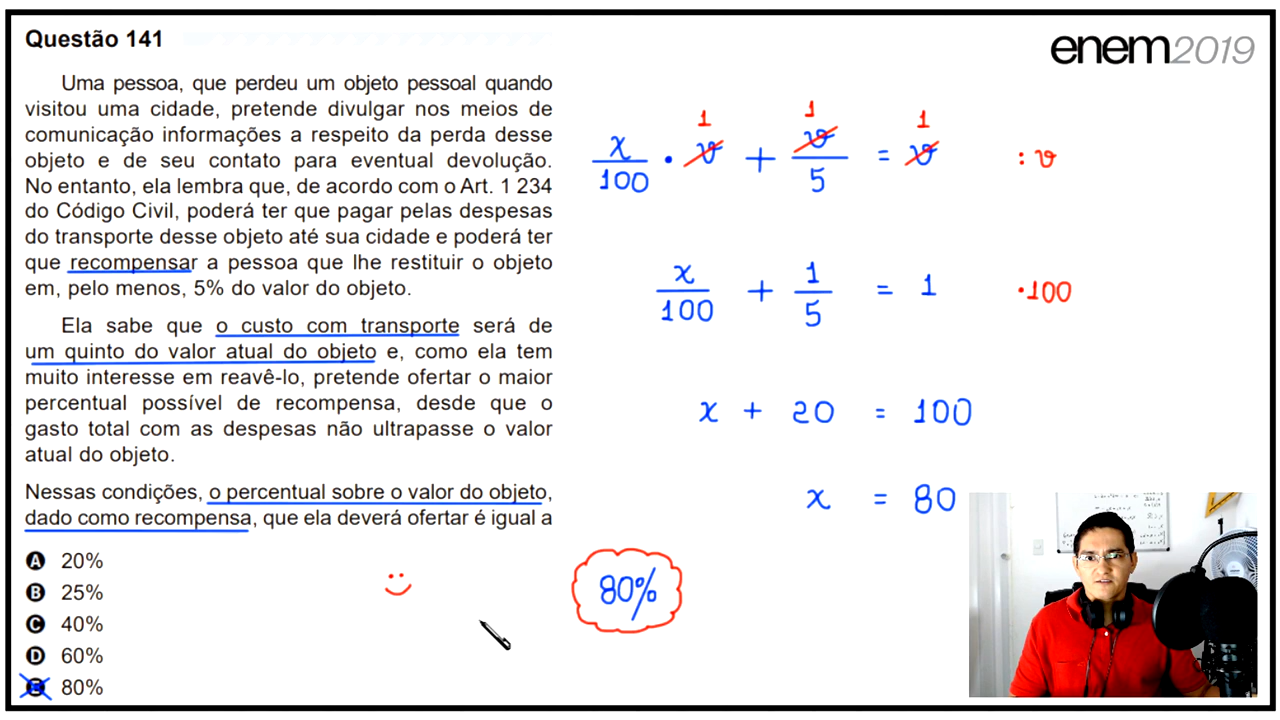 Questão 141
enem2019
Uma pessoa, que perdeu um objeto pessoal quando
visitou uma cidade, pretende divulgar nos meios de
comunicação informações a respeito da perda desse
objeto e de seu contato para eventual devolução.
No entanto, ela lembra que, de acordo com o Art. 1 234
do Código Civil, poderá ter que pagar pelas despesas
do transporte desse objeto até sua cidade e poderá ter
que recompensar a pessoa que lhe restituir o objeto
em, pelo menos, 5% do valor do objeto.
Ela sabe que o custo com transporte será de
um quinto do valor atual do objeto e, como ela tem
muito interesse em reavê-lo, pretende ofertar o maior
percentual possível de recompensa, desde que o
gasto total com as despesas não ultrapasse o valor
atual do objeto.
Nessas condições, o percentual sobre o valor do objeto,
dado como recompensa, que ela deverá ofertar é igual a
A 20%
B 25%
C 40%
D 60%
E 80%
1 1 1
x/100 · v + v/5 = v : v
x/100 + 1/5 = 1 ·100
x + 20 = 100
x = 80
80%